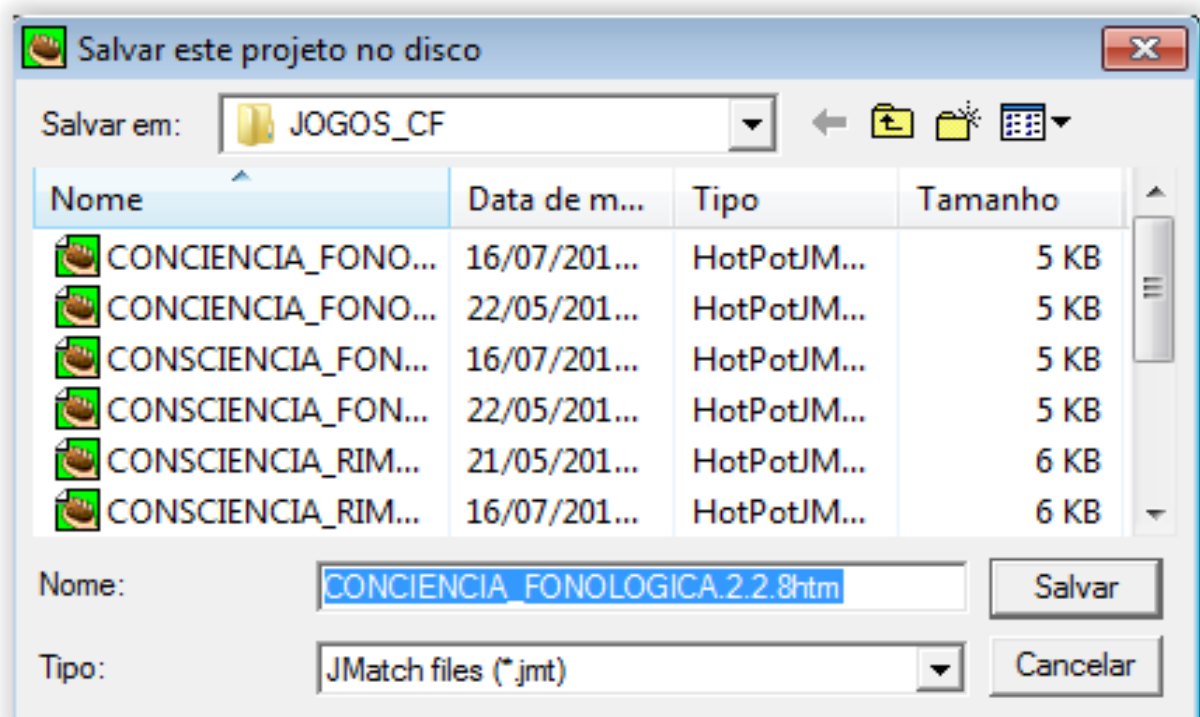 Salvar este projeto no disco
Salvar em: JOGOS_CF
Nome Data de m... Tipo Tamanho
CONCIENCIA_FONO... 16/07/201... HotPotJM... 5 KB
CONCIENCIA_FONO... 22/05/201... HotPotJM... 5 KB
CONSCIENCIA_FON... 16/07/201... HotPotJM... 5 KB
CONSCIENCIA_FON... 22/05/201... HotPotJM... 5 KB
CONSCIENCIA_RIM... 21/05/201... HotPotJM... 6 KB
CONSCIENCIA_RIM... 16/07/201... HotPotJM... 6 KB
Nome: CONCIENCIA_FONOLOGICA.2.2.8htm Salvar
Tipo: JMatch files (*.jmt) Cancelar